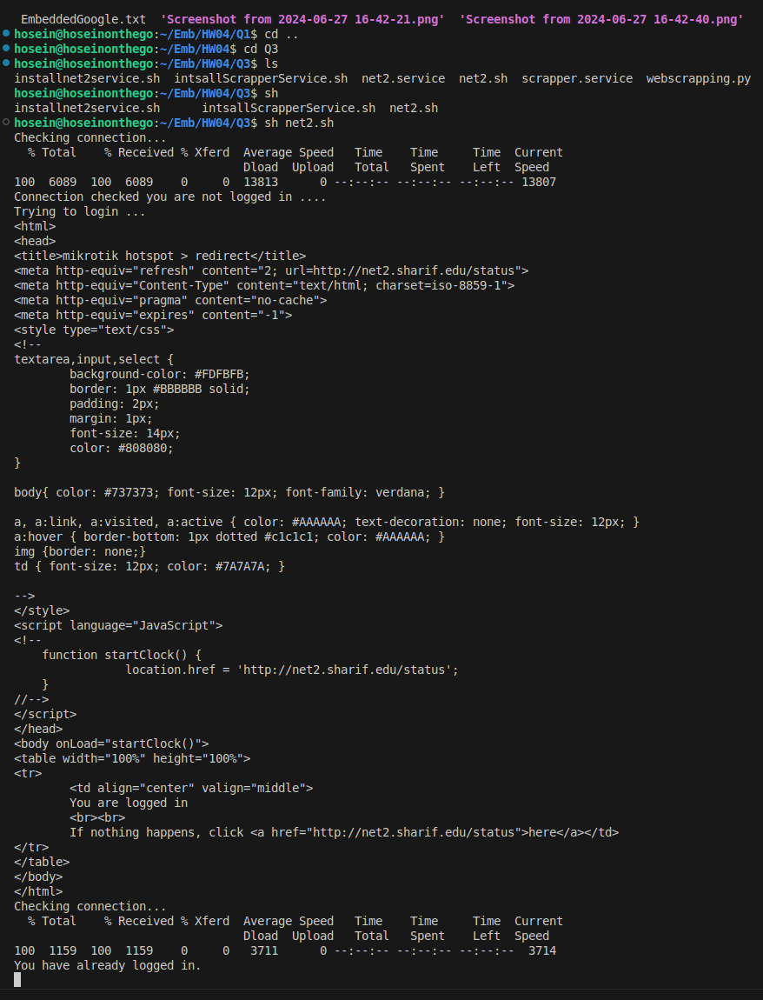 EmbeddedGoogle.txt  'Screenshot from 2024-06-27 16-42-21.png'  'Screenshot from 2024-06-27 16-42-40.png'
hosein@hoseinonthego:~/Emb/HW04/Q1$ cd ..
hosein@hoseinonthego:~/Emb/HW04$ cd Q3
hosein@hoseinonthego:~/Emb/HW04/Q3$ ls
installnet2service.sh  intsallScrapperService.sh  net2.service  net2.sh  scrapper.service  webscrapping.py
hosein@hoseinonthego:~/Emb/HW04/Q3$ sh
installnet2service.sh      intsallScrapperService.sh  net2.sh
hosein@hoseinonthego:~/Emb/HW04/Q3$ sh net2.sh
Checking connection...
  % Total    % Received % Xferd  Average Speed   Time    Time     Time  Current
                                 Dload  Upload   Total   Spent    Left  Speed
100  6089  100  6089    0     0  13813      0 --:--:-- --:--:-- --:--:-- 13807
Connection checked you are not logged in ....
Trying to login ...
<html>
<head>
<title>mikrotik hotspot > redirect</title>
<meta http-equiv="refresh" content="2; url=http://net2.sharif.edu/status">
<meta http-equiv="Content-Type" content="text/html; charset=iso-8859-1">
<meta http-equiv="pragma" content="no-cache">
<meta http-equiv="expires" content="-1">
<style type="text/css">
<!--
textarea,input,select {
        background-color: #FDFBFB;
        border: 1px #BBBBBB solid;
        padding: 2px;
        margin: 1px;
        font-size: 14px;
        color: #808080;
}

body{ color: #737373; font-size: 12px; font-family: verdana; }

a, a:link, a:visited, a:active { color: #AAAAAA; text-decoration: none; font-size: 12px; }
a:hover { border-bottom: 1px dotted #c1c1c1; color: #AAAAAA; }
img {border: none;}
td { font-size: 12px; color: #7A7A7A; }

-->
</style>
<script language="JavaScript">
<!--
    function startClock() {
                location.href = 'http://net2.sharif.edu/status';
    }
//-->
</script>
</head>
<body onLoad="startClock()">
<table width="100%" height="100%">
<tr>
        <td align="center" valign="middle">
        You are logged in
        <br><br>
        If nothing happens, click <a href="http://net2.sharif.edu/status">here</a></td>
</tr>
</table>
</body>
</html>
Checking connection...
  % Total    % Received % Xferd  Average Speed   Time    Time     Time  Current
                                 Dload  Upload   Total   Spent    Left  Speed
100  1159  100  1159    0     0   3711      0 --:--:-- --:--:-- --:--:--  3714
You have already logged in.